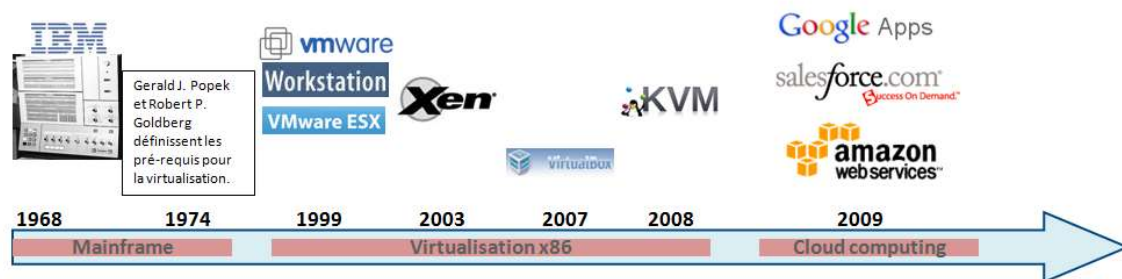 IBM
Gerald J. Popek
et Robert P.
Goldberg
définissent les
pré-requis pour
la virtualisation.
vmware
Workstation
VMware ESX
Xen
VirtualBox
KVM
Google Apps
salesforce.com
Success On Demand.™
amazon
web services™
1968 1974 1999 2003 2007 2008 2009
Mainframe Virtualisation x86 Cloud computing